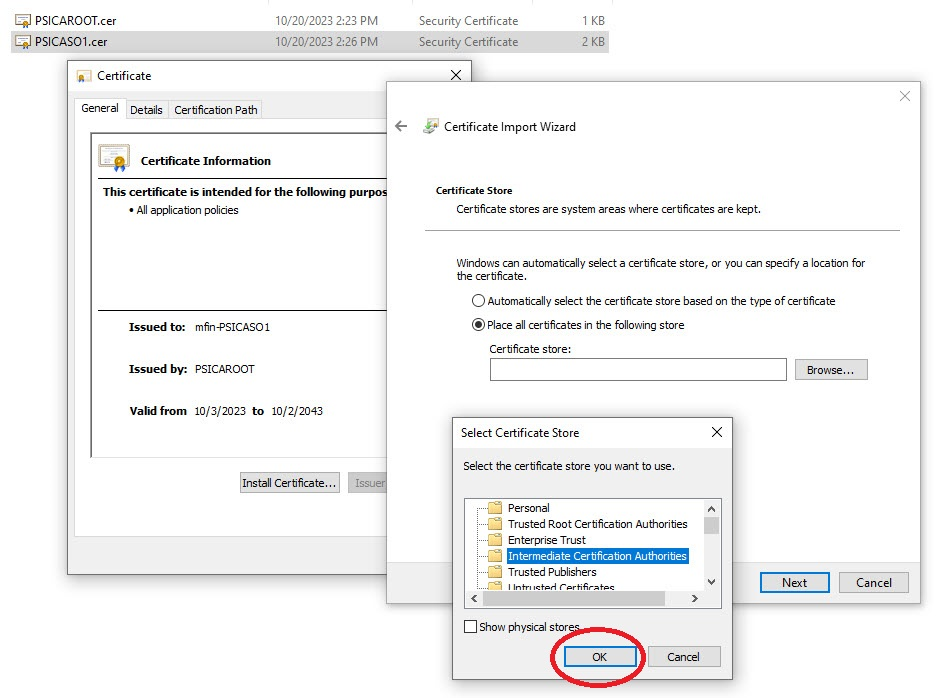 PSICAROOT.cer 10/20/2023 2:23 PM Security Certificate 1 KB
PSICASO1.cer 10/20/2023 2:26 PM Security Certificate 2 KB
Certificate
General Details Certification Path
Certificate Information
This certificate is intended for the following purpos
• All application policies
Issued to: mfin-PSICASO1
Issued by: PSICAROOT
Valid from 10/3/2023 to 10/2/2043
Install Certificate... Issuer
Certificate Import Wizard
Certificate Store
Certificate stores are system areas where certificates are kept.
Windows can automatically select a certificate store, or you can specify a location for
the certificate.
Automatically select the certificate store based on the type of certificate
Place all certificates in the following store
Certificate store:
Browse...
Next Cancel
Select Certificate Store
Select the certificate store you want to use.
Personal
Trusted Root Certification Authorities
Enterprise Trust
Intermediate Certification Authorities
Trusted Publishers
Untrusted Certificates
Show physical stores
OK Cancel